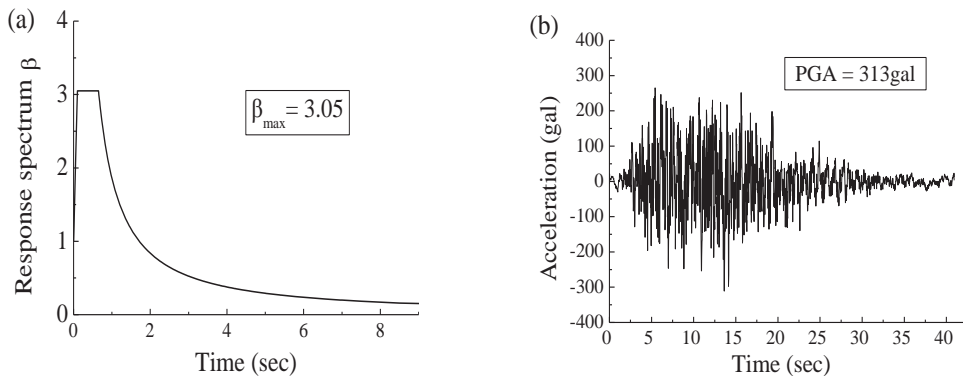 (a)
4
3
2
1
0
0 2 4 6 8
Response spectrum β
Time (sec)
βmax = 3.05
(b)
400
300
200
100
0
-100
-200
-300
-400
0 5 10 15 20 25 30 35 40
Acceleration (gal)
Time (sec)
PGA = 313gal